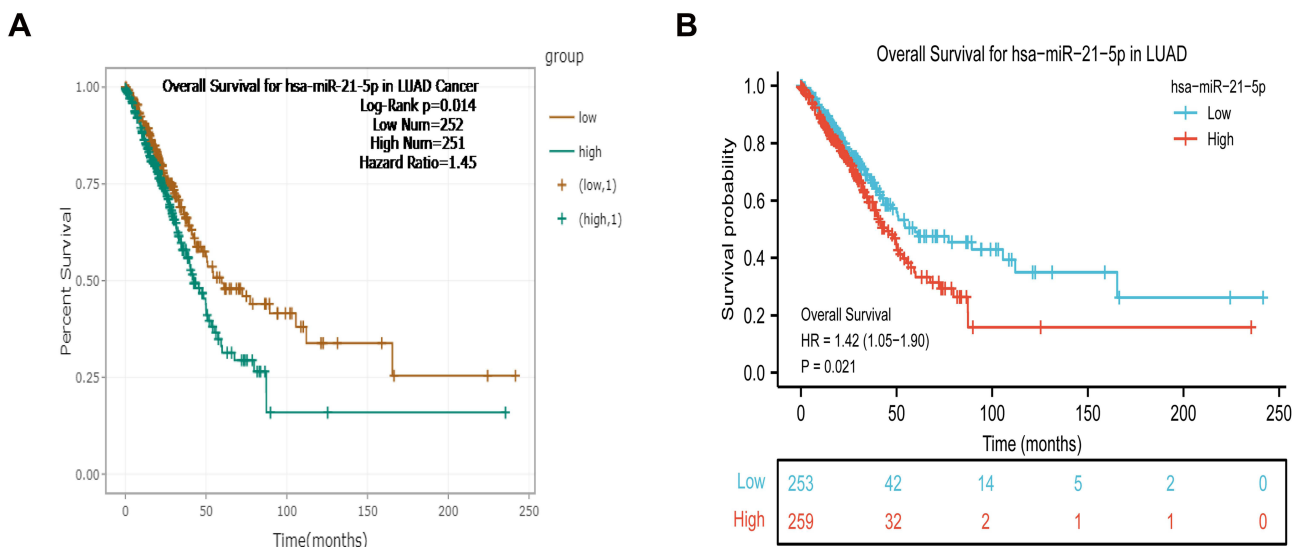 A
Overall Survival for hsa-miR-21-5p in LUAD Cancer
Log-Rank p=0.014
Low Num=252
High Num=251
Hazard Ratio=1.45
group
low
high
(low,1)
(high,1)
Percent Survival
1.00
0.75
0.50
0.25
0.00
0 50 100 150 200 250
Time(months)
B
Overall Survival for hsa−miR−21−5p in LUAD
hsa−miR−21−5p
Low
High
Survival probability
1.0
0.8
0.6
0.4
0.2
0.0
Overall Survival
HR = 1.42 (1.05−1.90)
P = 0.021
0 50 100 150 200 250
Time (months)
Low 253 42 14 5 2 0
High 259 32 2 1 1 0